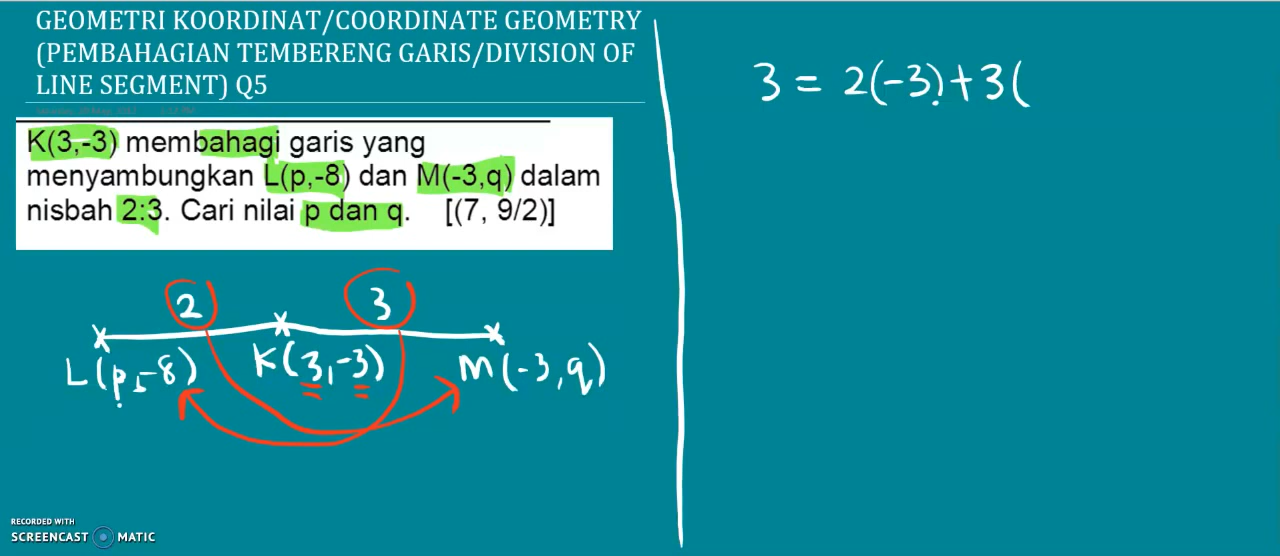 GEOMETRI KOORDINAT/COORDINATE GEOMETRY
(PEMBAHAGIAN TEMBERENG GARIS/DIVISION OF
LINE SEGMENT) Q5
K(3,-3) membahagi garis yang
menyambungkan L(p,-8) dan M(-3,q) dalam
nisbah 2:3. Cari nilai p dan q. [(7, 9/2)]
2 3
L(p,-8) K(3,-3) M(-3,q)
3 = 2(-3)+3(
RECORDED WITH
SCREENCAST MATIC